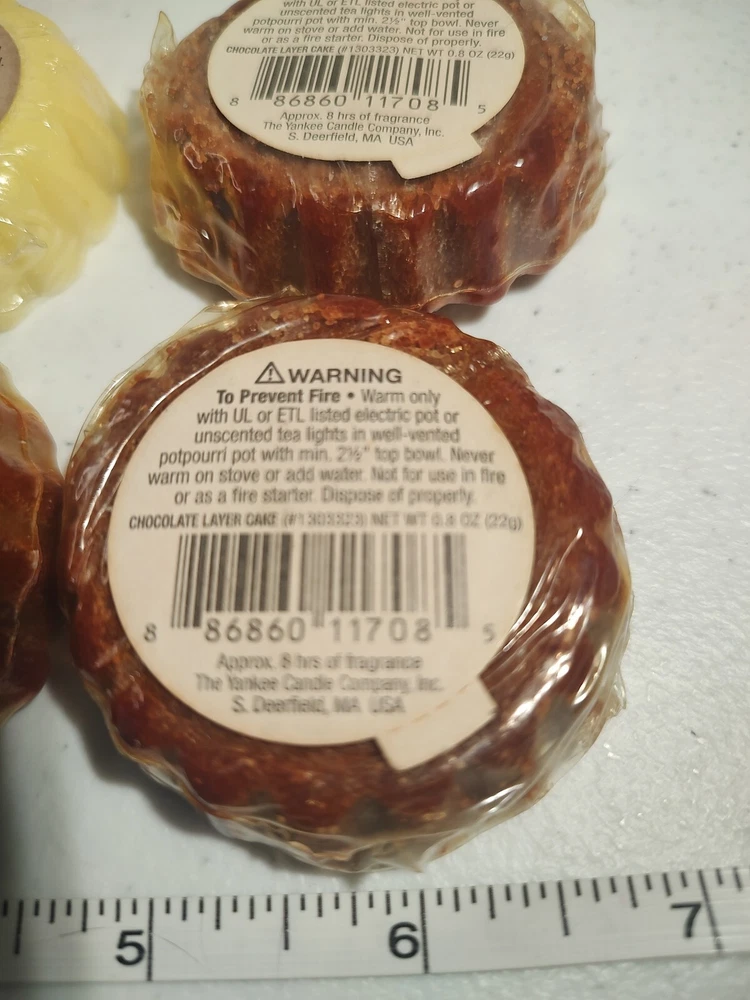 with UL or ETL listed electric pot or
unscented tea lights in well-vented
potpourri pot with min. 2½" top bowl. Never
warm on stove or add water. Not for use in fire
or as a fire starter. Dispose of properly.
CHOCOLATE LAYER CAKE (#1303323) NET WT 0.8 OZ (22g)
8 86860 11708 5
Approx. 8 hrs of fragrance
The Yankee Candle Company, Inc.
S. Deerfield, MA USA
⚠WARNING
To Prevent Fire • Warm only
with UL or ETL listed electric pot or
unscented tea lights in well-vented
potpourri pot with min. 2½" top bowl. Never
warm on stove or add water. Not for use in fire
or as a fire starter. Dispose of properly.
CHOCOLATE LAYER CAKE (#1303323) NET WT 0.8 OZ (22g)
8 86860 11708 5
Approx. 8 hrs of fragrance
The Yankee Candle Company, Inc.
S. Deerfield, MA USA
5 6 7